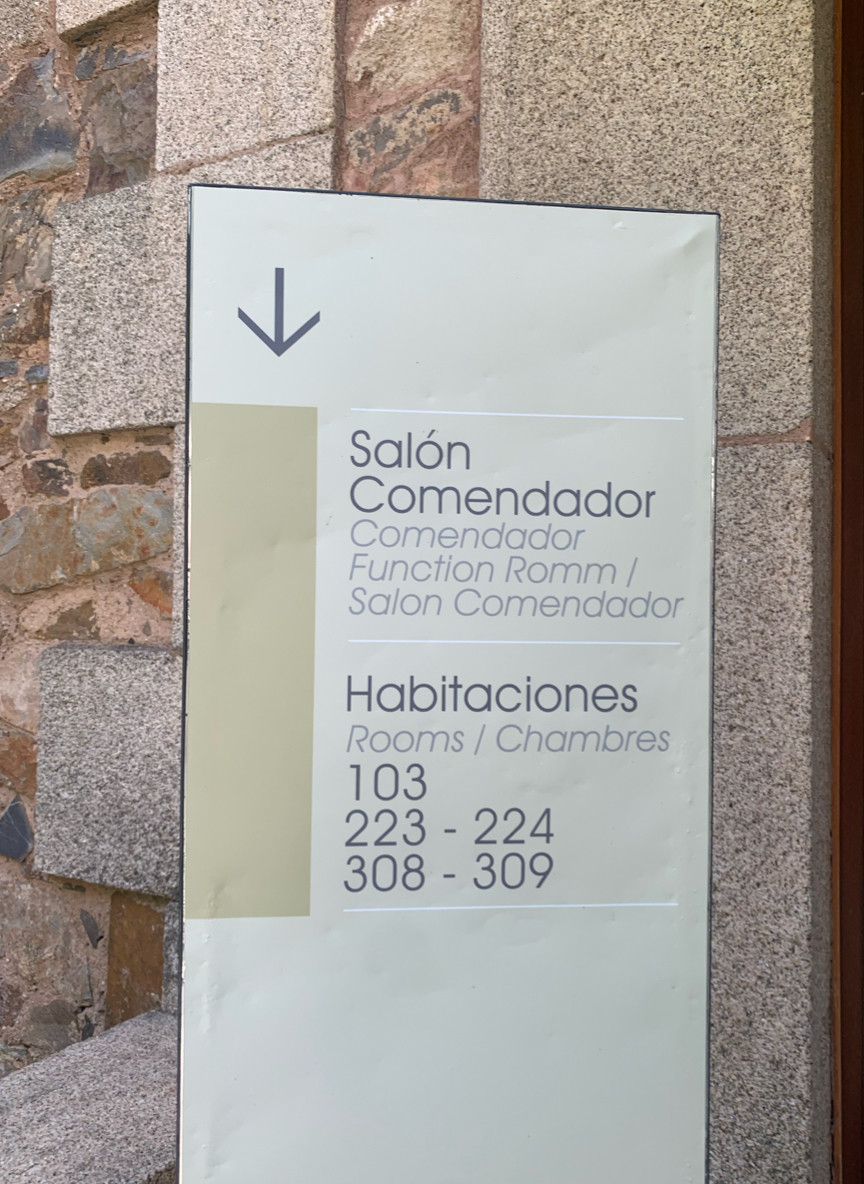 Salón
Comendador
Comendador
Function Romm /
Salon Comendador
Habitaciones
Rooms / Chambres
103
223 - 224
308 - 309